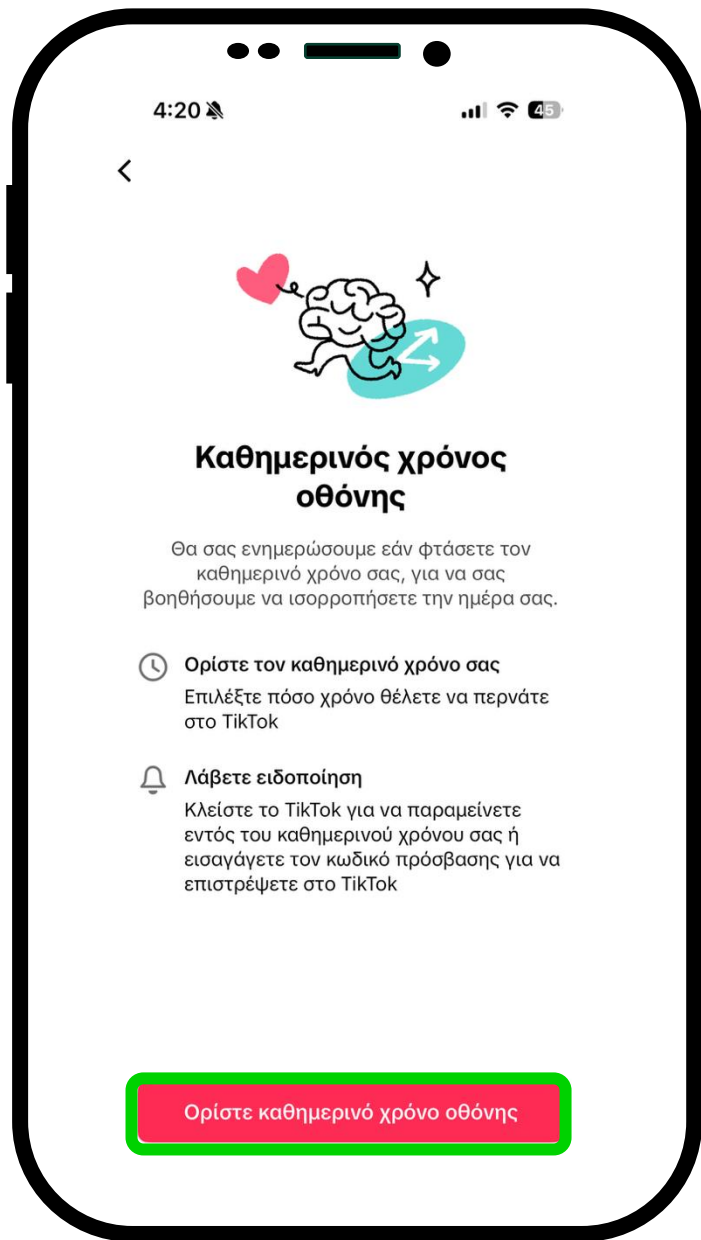 4:20
45
Καθημερινός χρόνος
οθόνης
Θα σας ενημερώσουμε εάν φτάσετε τον
καθημερινό χρόνο σας, για να σας
βοηθήσουμε να ισορροπήσετε την ημέρα σας.
Ορίστε τον καθημερινό χρόνο σας
Επιλέξτε πόσο χρόνο θέλετε να περνάτε
στο TikTok
Λάβετε ειδοποίηση
Κλείστε το TikTok για να παραμείνετε
εντός του καθημερινού χρόνου σας ή
εισαγάγετε τον κωδικό πρόσβασης για να
επιστρέψετε στο TikTok
Ορίστε καθημερινό χρόνο οθόνης